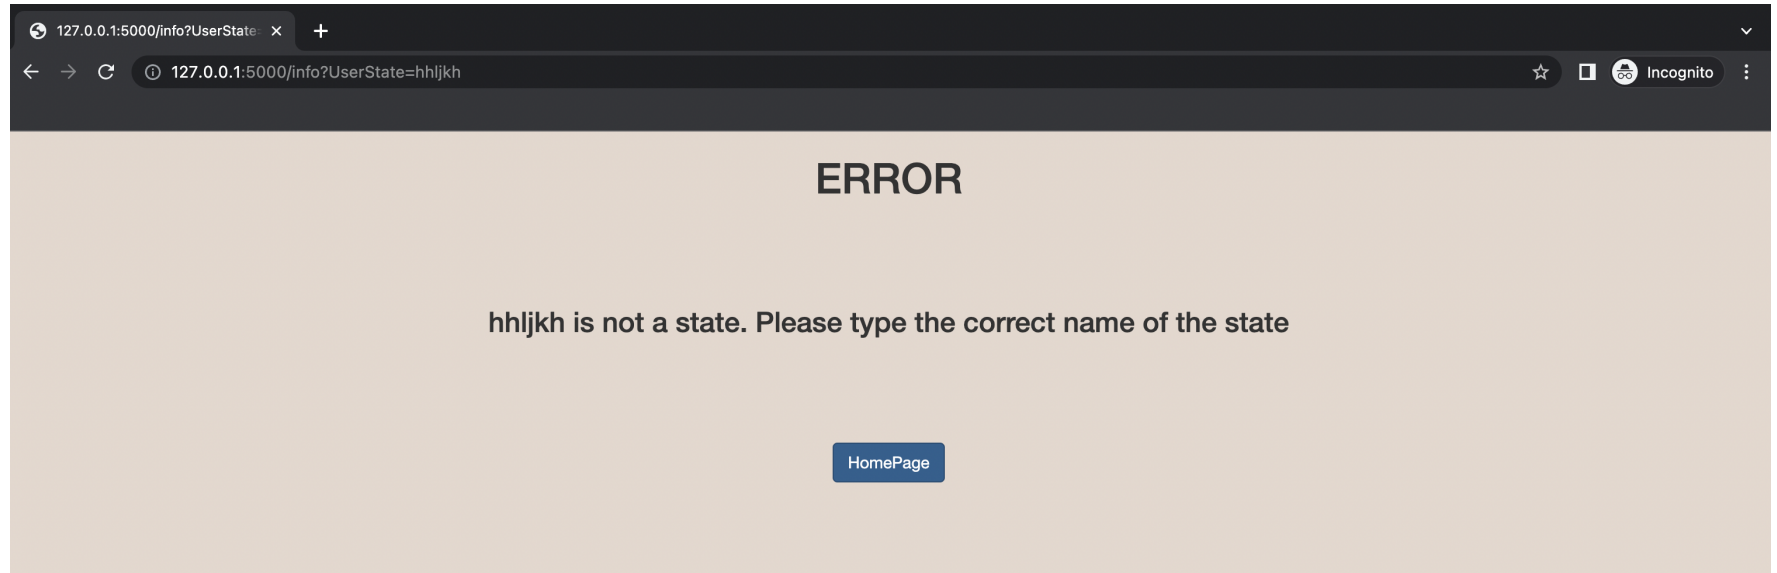 127.0.0.1:5000/info?UserState=
127.0.0.1:5000/info?UserState=hhljkh
Incognito
ERROR
hhljkh is not a state. Please type the correct name of the state
HomePage